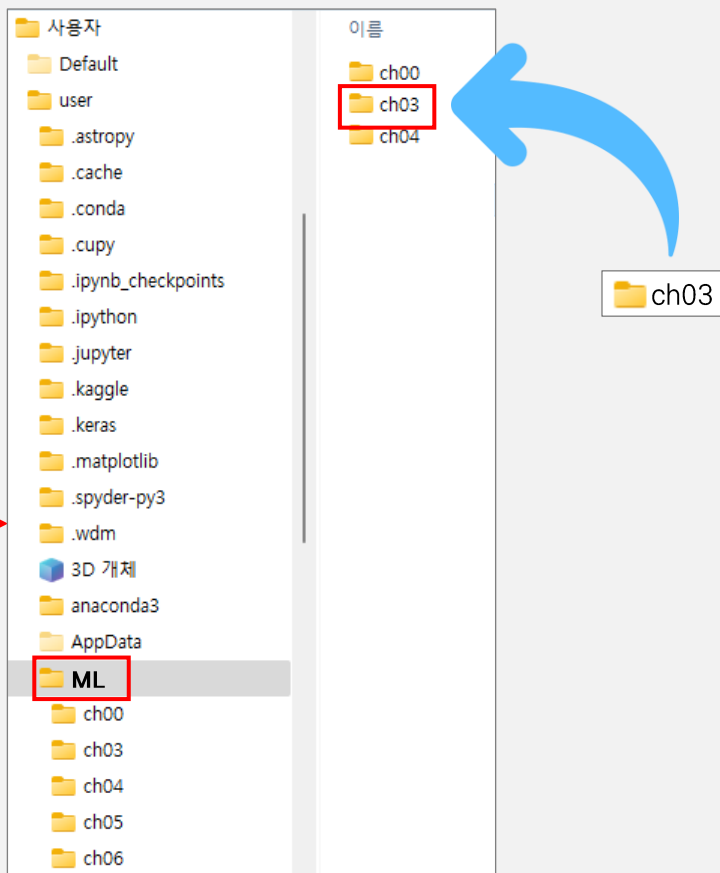 사용자
Default
user
.astropy
.cache
.conda
.cupy
.ipynb_checkpoints
.ipython
.jupyter
.kaggle
.keras
.matplotlib
.spyder-py3
.wdm
3D 개체
anaconda3
AppData
ML
ch00
ch03
ch04
ch05
ch06
이름
ch00
ch03
ch04
ch03